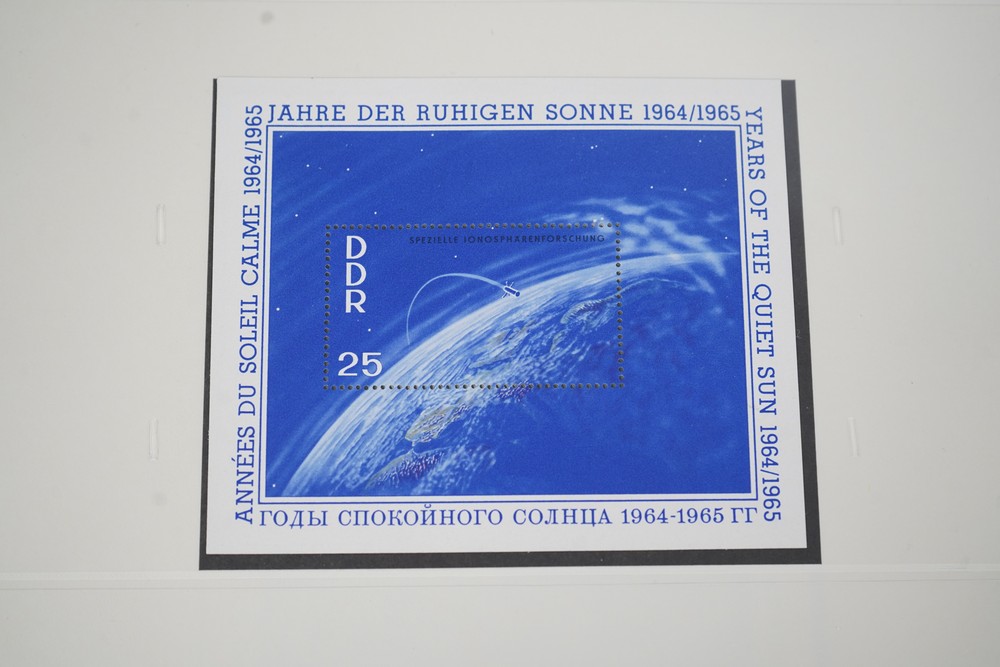 JAHRE DER RUHIGEN SONNE 1964/1965
ANNÉES DU SOLEIL CALME 1964/1965
YEARS OF THE QUIET SUN 1964/1965
SPEZIELLE IONOSPHÄRENFORSCHUNG
D
D
R
25
ГОДЫ СПОКОЙНОГО СОЛНЦА 1964-1965 ГГ